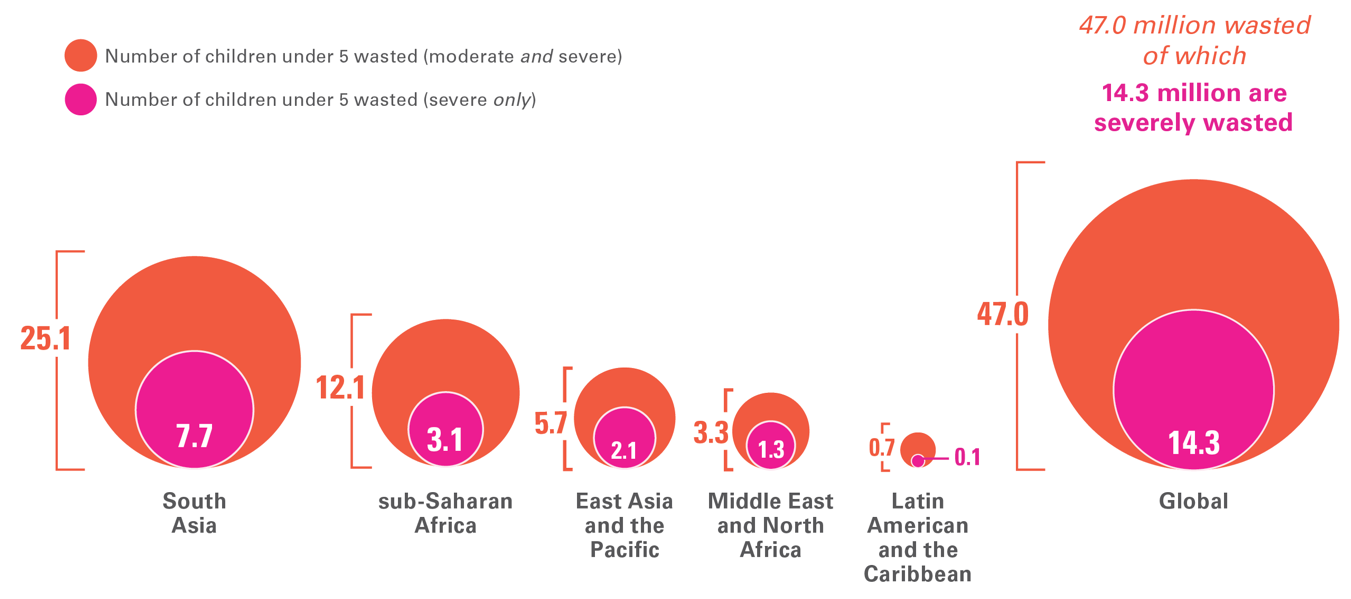 Number of children under 5 wasted (moderate and severe)
Number of children under 5 wasted (severe only)
47.0 million wasted
of which
14.3 million are
severely wasted
25.1
7.7
South
Asia
12.1
3.1
sub-Saharan
Africa
5.7
2.1
East Asia
and the
Pacific
3.3
1.3
Middle East
and North
Africa
0.7
0.1
Latin
American
and the
Caribbean
47.0
14.3
Global